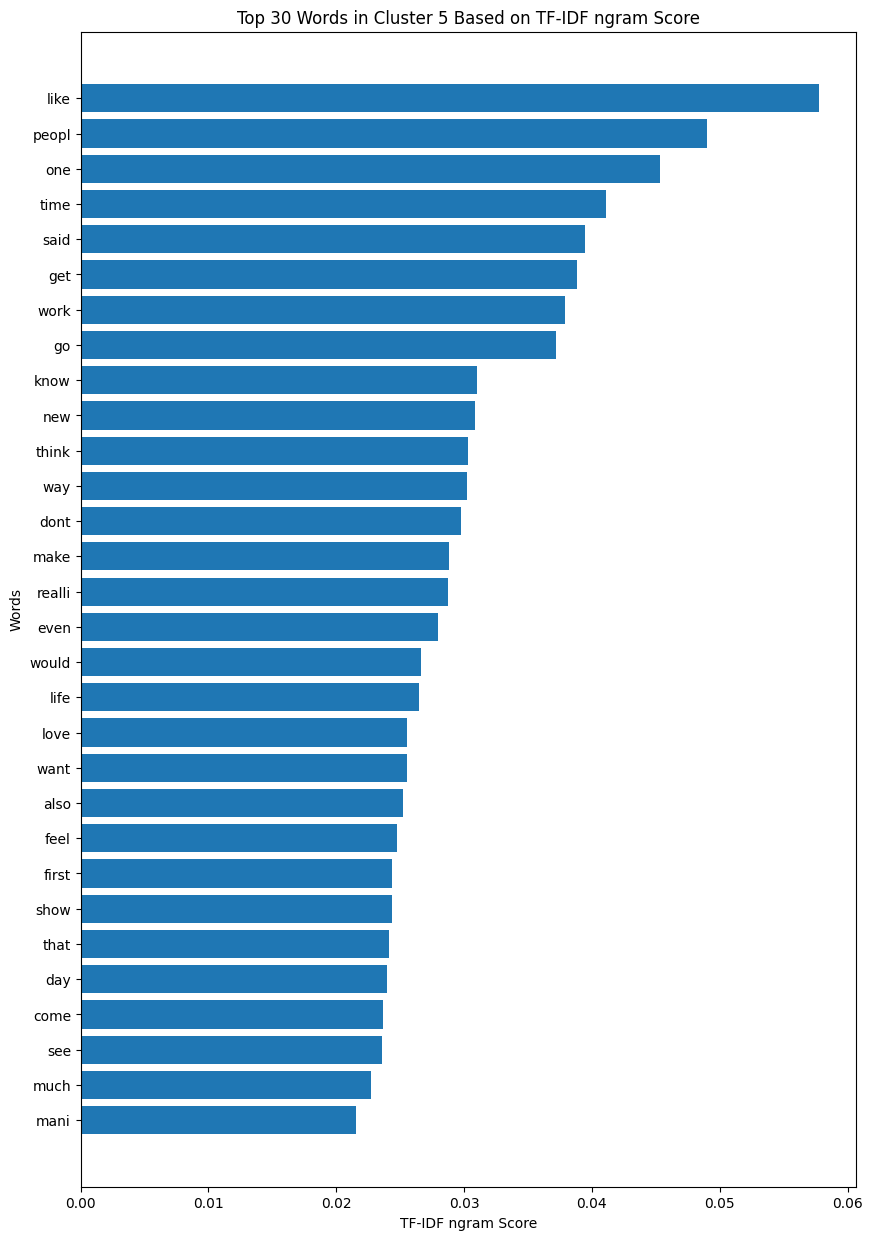 Top 30 Words in Cluster 5 Based on TF-IDF ngram Score
Words
like
peopl
one
time
said
get
work
go
know
new
think
way
dont
make
realli
even
would
life
love
want
also
feel
first
show
that
day
come
see
much
mani
0.00 0.01 0.02 0.03 0.04 0.05 0.06
TF-IDF ngram Score